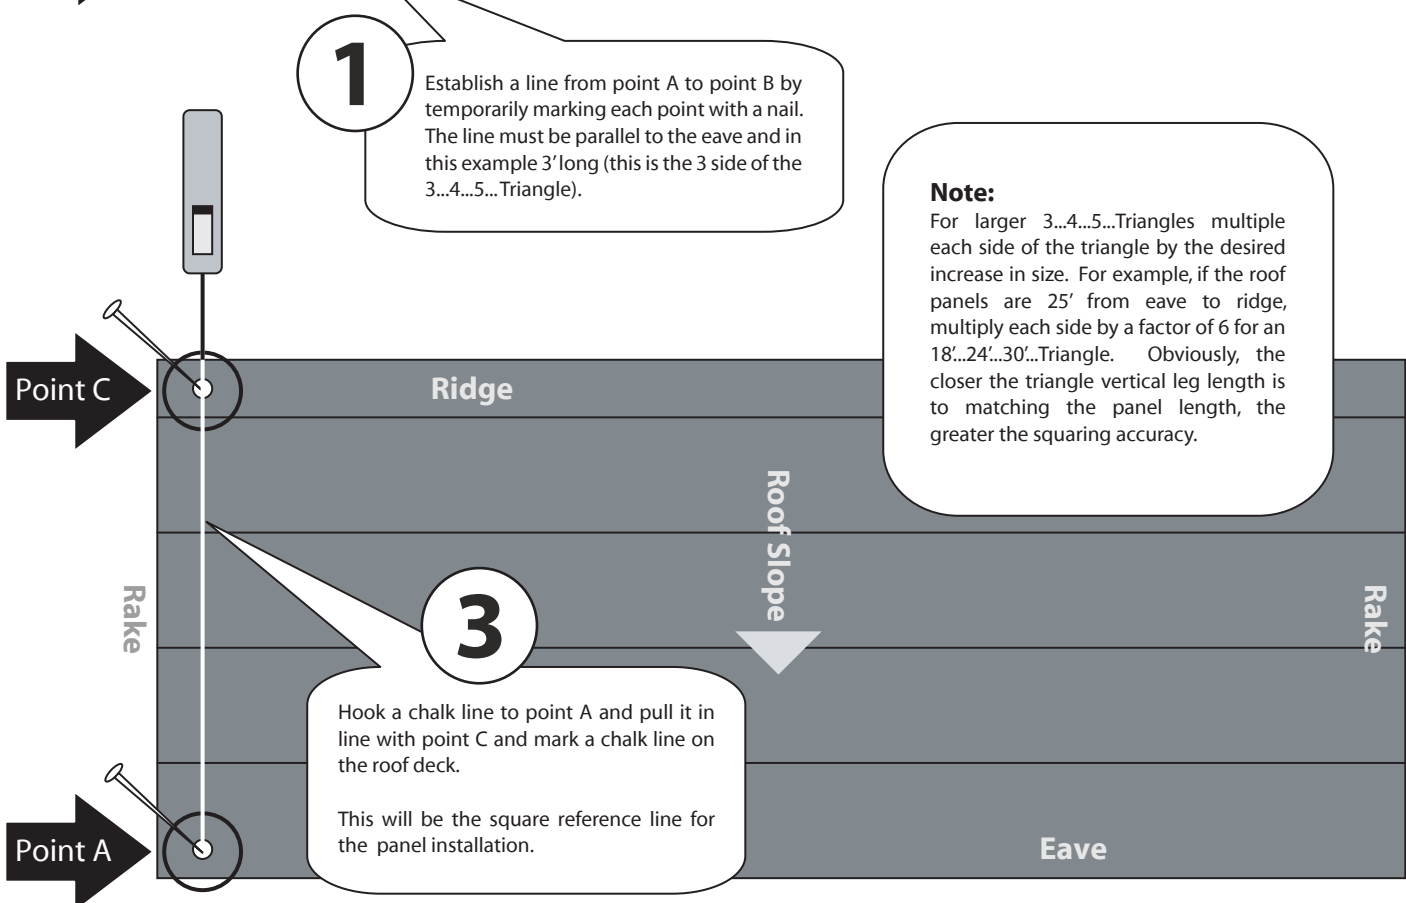 1
Establish a line from point A to point B by
temporarily marking each point with a nail.
The line must be parallel to the eave and in
this example 3' long (this is the 3 side of the
3...4...5... Triangle).
Note:
For larger 3...4...5...Triangles multiple
each side of the triangle by the desired
increase in size. For example, if the roof
panels are 25' from eave to ridge,
multiply each side by a factor of 6 for an
18'...24'...30'...Triangle. Obviously, the
closer the triangle vertical leg length is
to matching the panel length, the
greater the squaring accuracy.
Point C
Ridge
Roof Slope
Rake
Rake
3
Hook a chalk line to point A and pull it in
line with point C and mark a chalk line on
the roof deck.
This will be the square reference line for
the panel installation.
Point A
Eave